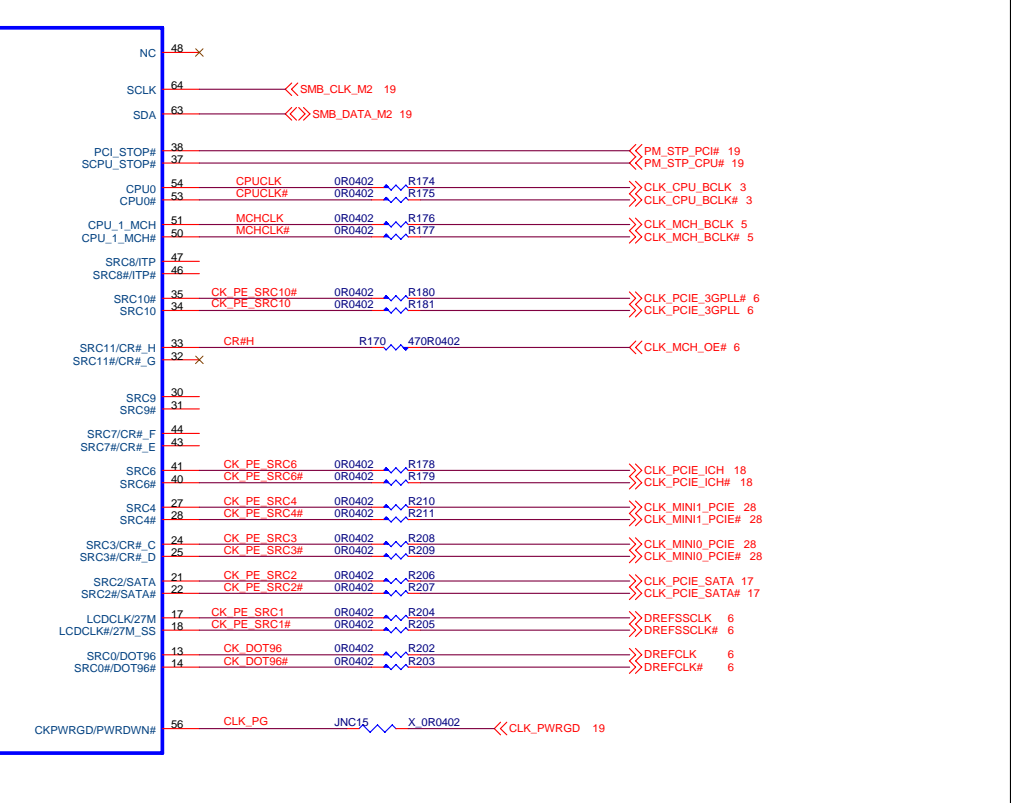 NC 48
SCLK 64 SMB_CLK_M2 19
SDA 63 SMB_DATA_M2 19
PCI_STOP# 38 PM_STP_PCI# 19
SCPU_STOP# 37 PM_STP_CPU# 19
CPU0 54 CPUCLK 0R0402 R174 CLK_CPU_BCLK 3
CPU0# 53 CPUCLK# 0R0402 R175 CLK_CPU_BCLK# 3
CPU_1_MCH 51 MCHCLK 0R0402 R176 CLK_MCH_BCLK 5
CPU_1_MCH# 50 MCHCLK# 0R0402 R177 CLK_MCH_BCLK# 5
SRC8/ITP 47
SRC8#/ITP# 46
SRC10# 35 CK_PE_SRC10# 0R0402 R180 CLK_PCIE_3GPLL# 6
SRC10 34 CK_PE_SRC10 0R0402 R181 CLK_PCIE_3GPLL 6
SRC11/CR#_H 33 CR#H R170 470R0402 CLK_MCH_OE# 6
SRC11#/CR#_G 32
SRC9 30
SRC9# 31
SRC7/CR#_F 44
SRC7#/CR#_E 43
SRC6 41 CK_PE_SRC6 0R0402 R178 CLK_PCIE_ICH 18
SRC6# 40 CK_PE_SRC6# 0R0402 R179 CLK_PCIE_ICH# 18
SRC4 27 CK_PE_SRC4 0R0402 R210 CLK_MINI1_PCIE 28
SRC4# 28 CK_PE_SRC4# 0R0402 R211 CLK_MINI1_PCIE# 28
SRC3/CR#_C 24 CK_PE_SRC3 0R0402 R208 CLK_MINI0_PCIE 28
SRC3#/CR#_D 25 CK_PE_SRC3# 0R0402 R209 CLK_MINI0_PCIE# 28
SRC2/SATA 21 CK_PE_SRC2 0R0402 R206 CLK_PCIE_SATA 17
SRC2#/SATA# 22 CK_PE_SRC2# 0R0402 R207 CLK_PCIE_SATA# 17
LCDCLK/27M 17 CK_PE_SRC1 0R0402 R204 DREFSSCLK 6
LCDCLK#/27M_SS 18 CK_PE_SRC1# 0R0402 R205 DREFSSCLK# 6
SRC0/DOT96 13 CK_DOT96 0R0402 R202 DREFCLK 6
SRC0#/DOT96# 14 CK_DOT96# 0R0402 R203 DREFCLK# 6
CKPWRGD/PWRDWN# 56 CLK_PG JNC15 X_0R0402 CLK_PWRGD 19